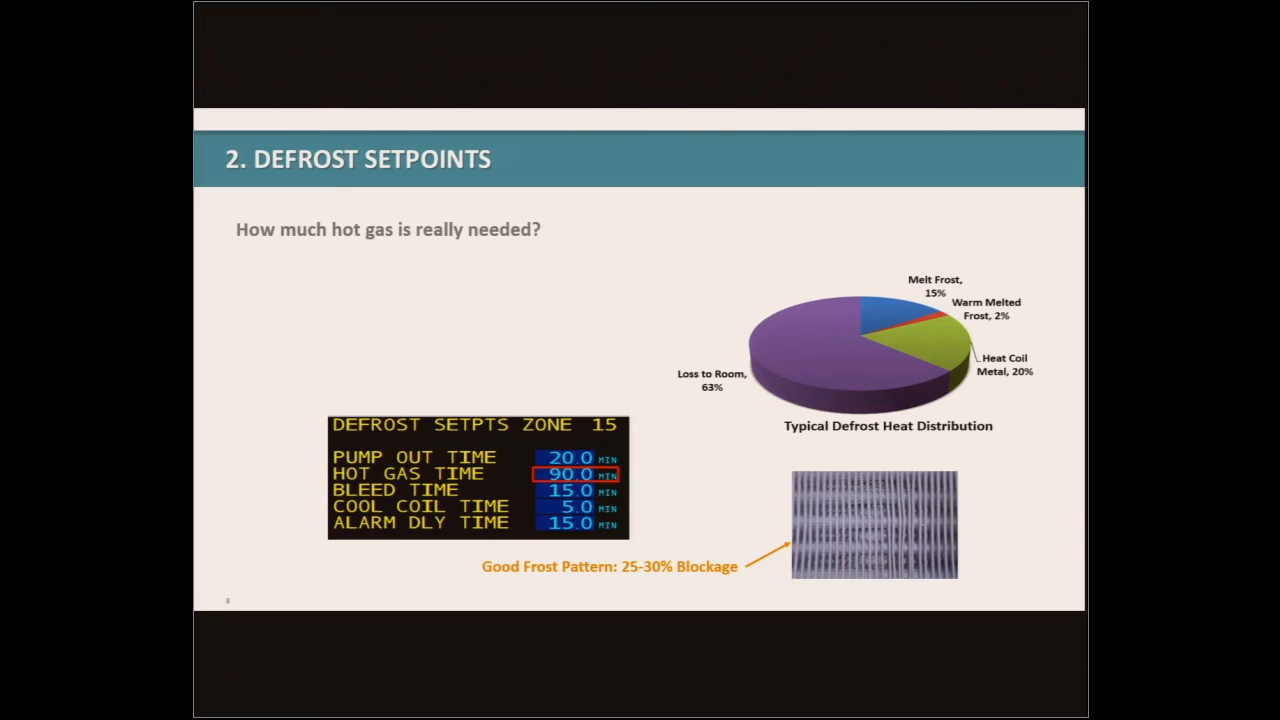 2. DEFROST SETPOINTS
How much hot gas is really needed?
Melt Frost,
15%
Warm Melted
Frost, 2%
Heat Coil
Metal, 20%
Loss to Room,
63%
Typical Defrost Heat Distribution
DEFROST SETPTS ZONE 15
PUMP OUT TIME 20.0 MIN
HOT GAS TIME 90.0 MIN
BLEED TIME 15.0 MIN
COOL COIL TIME 5.0 MIN
ALARM DLY TIME 15.0 MIN
Good Frost Pattern: 25-30% Blockage
8